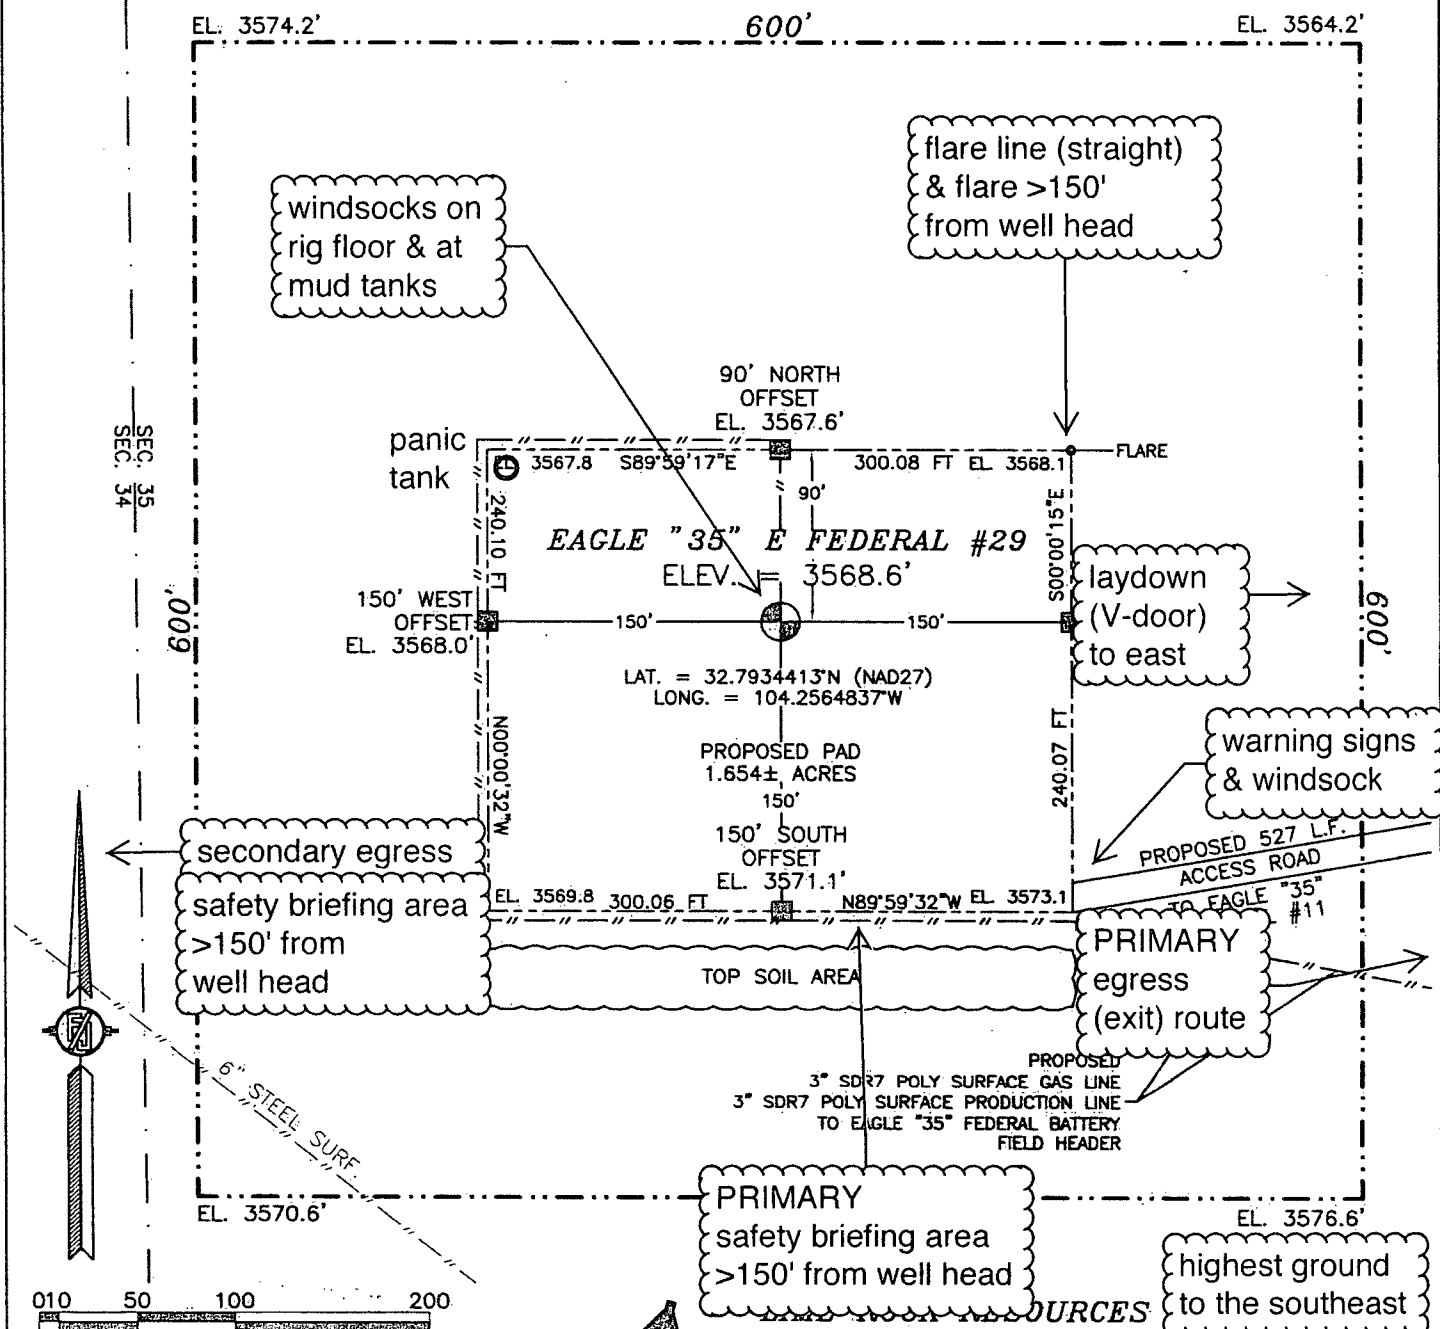 EL. 3574.2'
600'
EL. 3564.2'
flare line (straight)
& flare >150'
from well head
windsocks on
rig floor & at
mud tanks
90' NORTH
OFFSET
EL. 3567.6'
panic
tank
EL 3567.8
S89°59'17"E
300.08 FT
EL 3568.1
FLARE
90'
240.10 FT
S00°00'15"E
SEC. 35
SEC. 34
EAGLE "35" E FEDERAL #29
ELEV. = 3568.6'
laydown
(V-door)
to east
150' WEST
OFFSET
EL. 3568.0'
150'
150'
600'
600'
LAT. = 32.7934413°N (NAD27)
LONG. = 104.2564837°W
N00°00'32"W
PROPOSED PAD
1.654± ACRES
150'
240.07 FT
warning signs
& windsock
150' SOUTH
OFFSET
EL. 3571.1'
secondary egress
PROPOSED 527 L.F.
ACCESS ROAD
TO EAGLE "35"
#11
safety briefing area
>150' from
well head
EL 3569.8
300.06 FT
N89°59'32"W
EL 3573.1
PRIMARY
egress
(exit) route
TOP SOIL AREA
6" STEEL SURF.
PROPOSED
3" SDR7 POLY SURFACE GAS LINE
3" SDR7 POLY SURFACE PRODUCTION LINE
TO EAGLE "35" FEDERAL BATTERY
FIELD HEADER
PRIMARY
safety briefing area
>150' from well head
EL. 3570.6'
EL. 3576.6'
highest ground
to the southeast
010 50 100 200